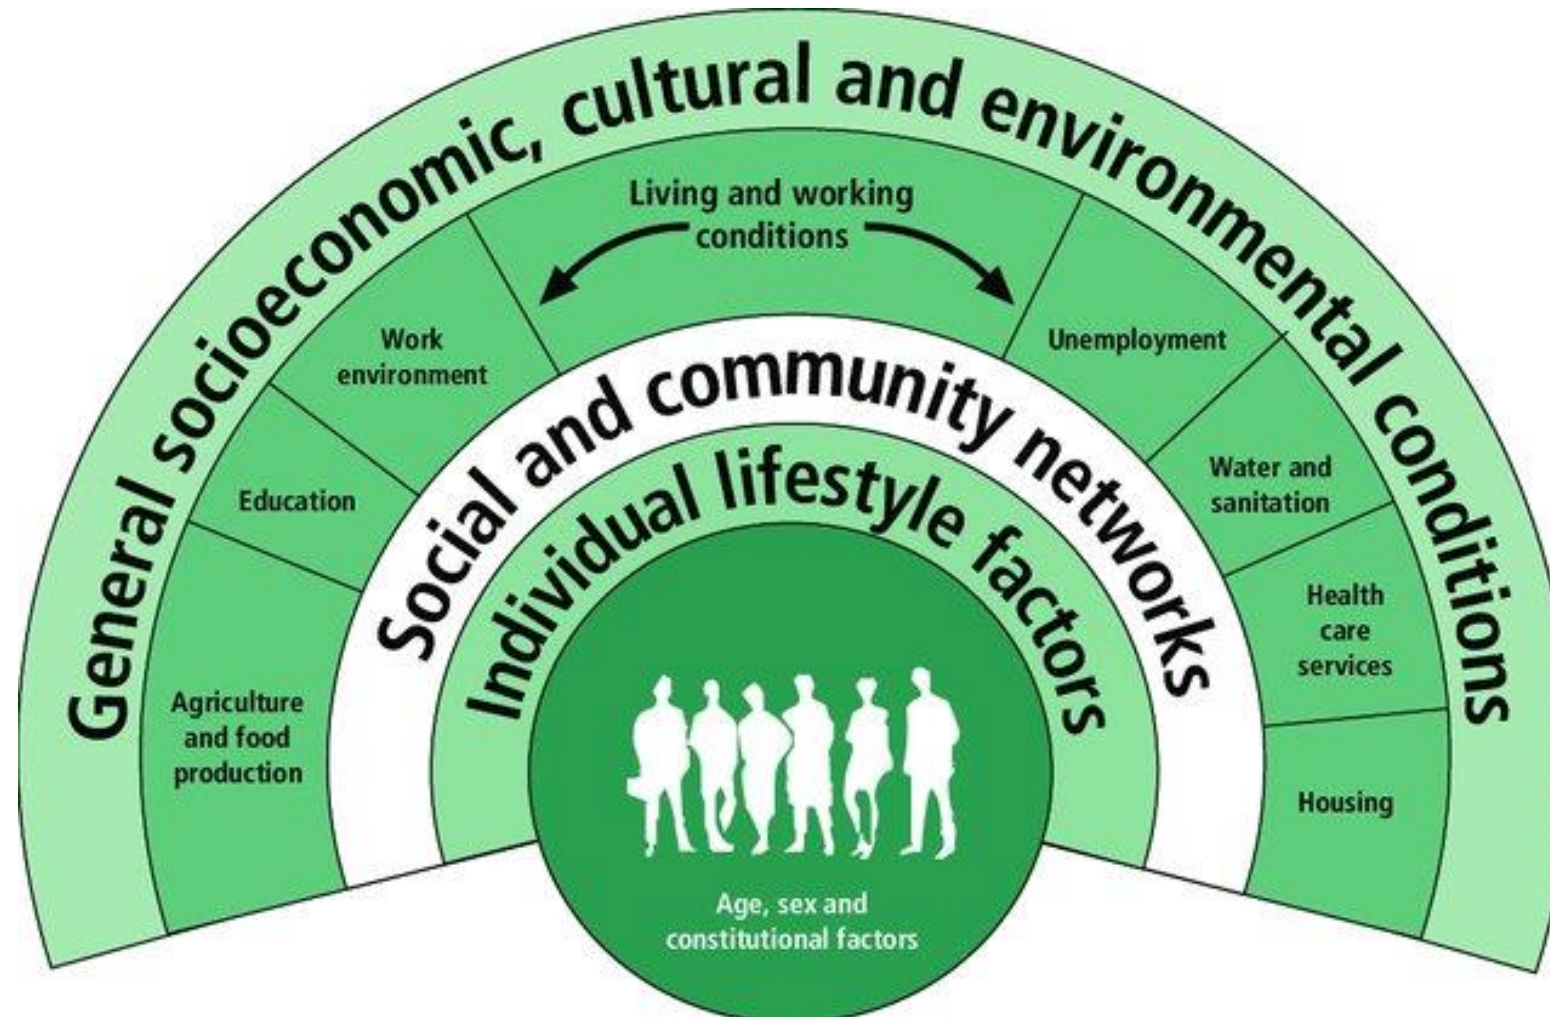 General socioeconomic, cultural and environmental conditions
Living and working
conditions
Work
environment
Unemployment
Education
Water and
sanitation
Agriculture
and food
production
Health
care
services
Housing
Social and community networks
Individual lifestyle factors
Age, sex and
constitutional factors